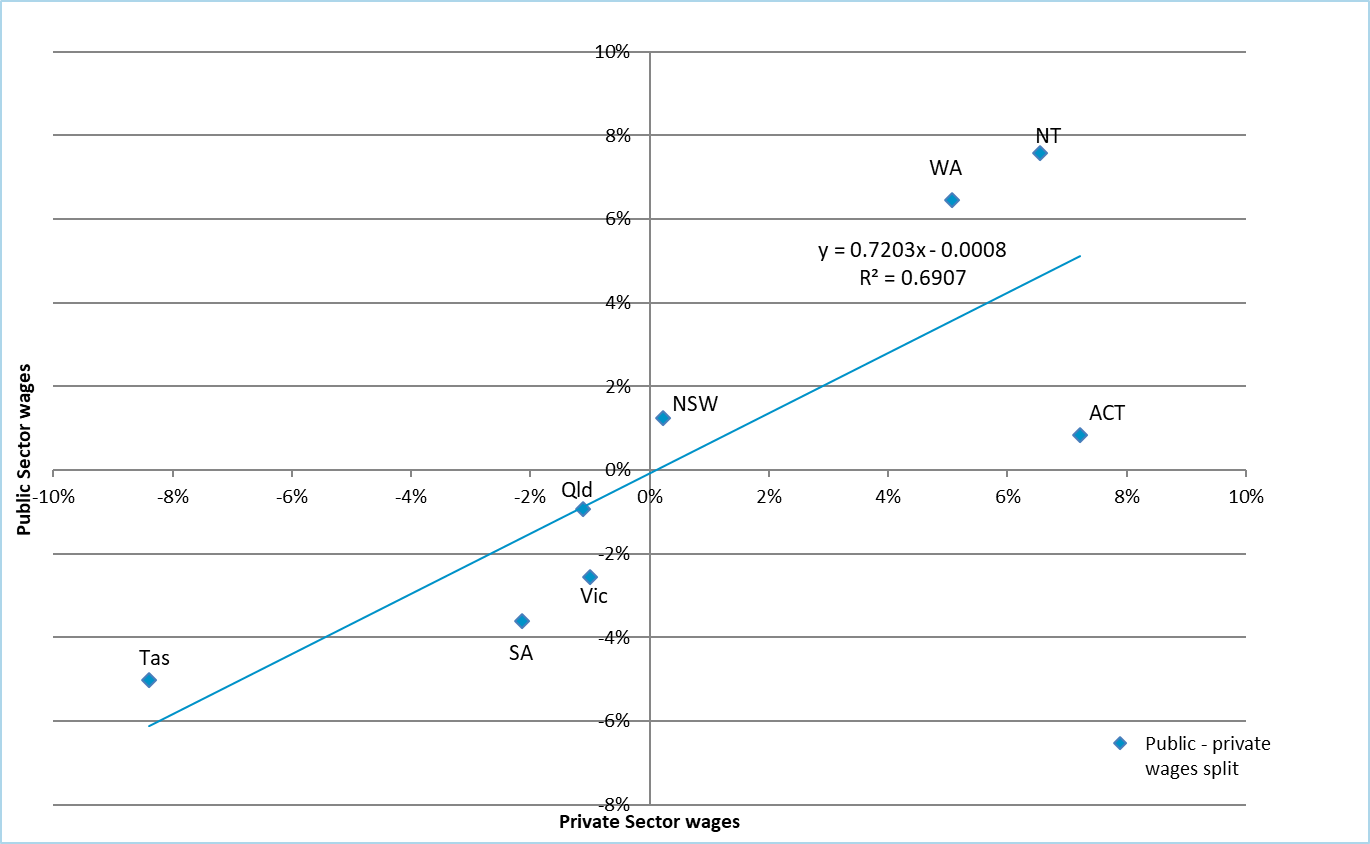 10%
8%
NT
WA
6%
y = 0.7203x - 0.0008
R² = 0.6907
4%
2%
NSW
ACT
0%
-10%
-8%
-6%
-4%
-2%
0%
2%
4%
6%
8%
10%
Qld
-2%
Vic
-4%
SA
Tas
-6%
Public - private
wages split
-8%
Private Sector wages
Public Sector wages